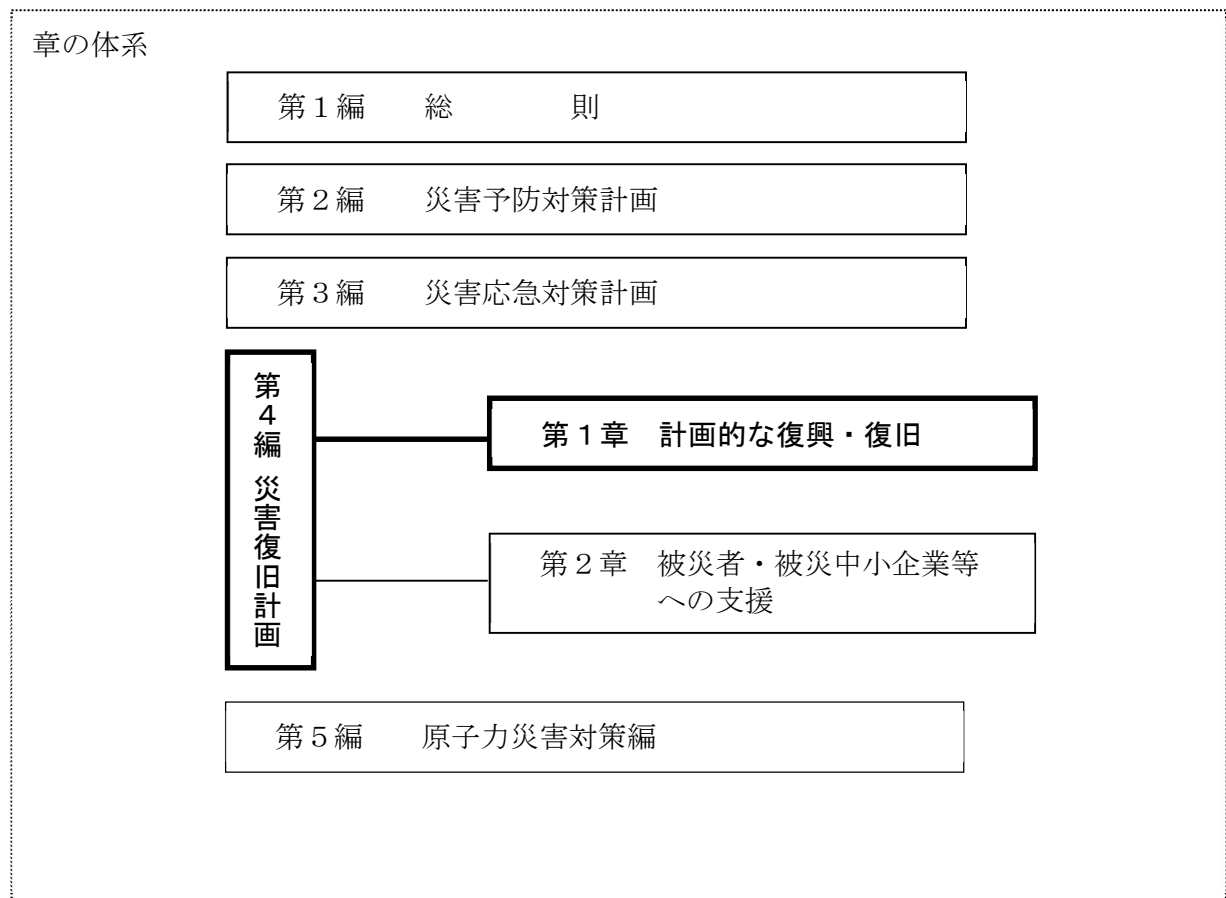 章の体系
第１編　　総　　　　則
第２編　　災害予防対策計画
第３編　　災害応急対策計画
第４編 災害復旧計画
第１章　計画的な復興・復旧
第２章　被災者・被災中小企業等
への支援
第５編　　原子力災害対策編